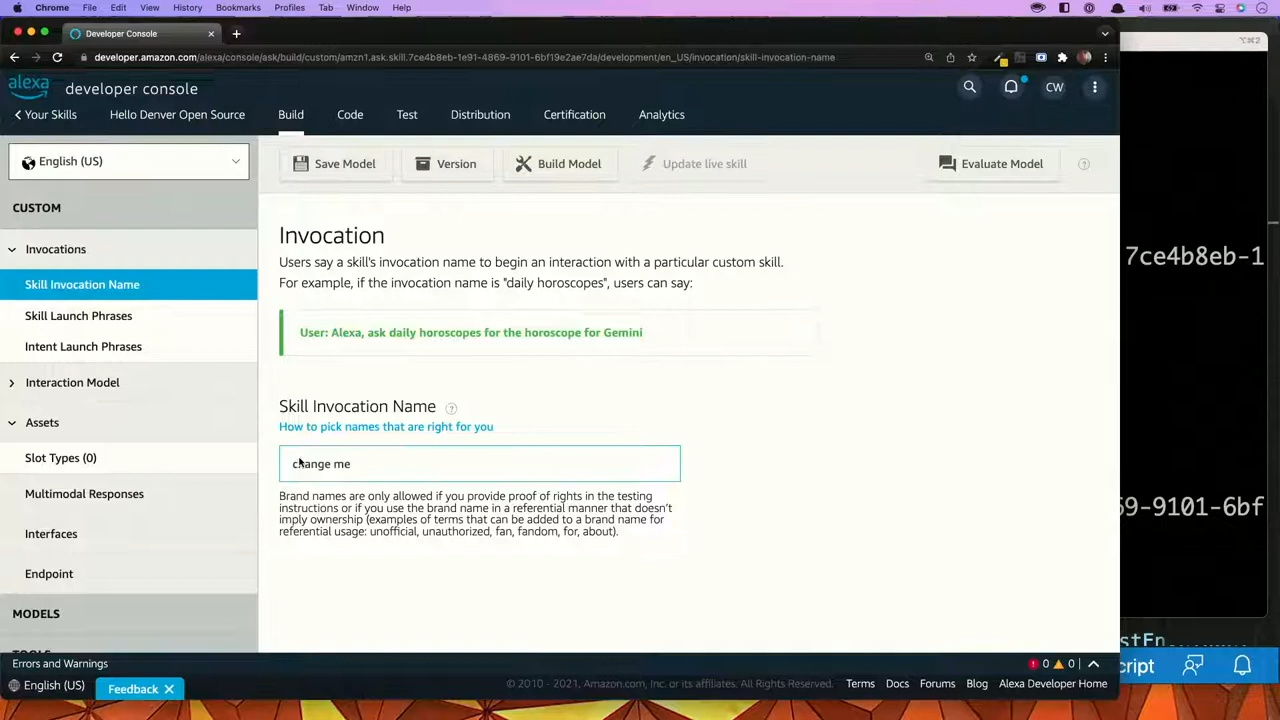 Chrome File Edit View History Bookmarks Profiles Tab Window Help
Developer Console
⌥⌘2
developer.amazon.com/alexa/console/ask/build/custom/amzn1.ask.skill.7ce4b8eb-1e91-4869-9101-6bf19e2ae7da/development/en_US/invocation/skill-invocation-name
alexa developer console
CW
Your Skills Hello Denver Open Source Build Code Test Distribution Certification Analytics
English (US)
Save Model Version Build Model Update live skill Evaluate Model
CUSTOM
Invocations
Skill Invocation Name
Skill Launch Phrases
Intent Launch Phrases
Interaction Model
Assets
Slot Types (0)
Multimodal Responses
Interfaces
Endpoint
MODELS
TOOLS
Invocation
Users say a skill's invocation name to begin an interaction with a particular custom skill.
For example, if the invocation name is "daily horoscopes", users can say:
User: Alexa, ask daily horoscopes for the horoscope for Gemini
Skill Invocation Name
How to pick names that are right for you
change me
Brand names are only allowed if you provide proof of rights in the testing
instructions or if you use the brand name in a referential manner that doesn't
imply ownership (examples of terms that can be added to a brand name for
referential usage: unofficial, unauthorized, fan, fandom, for, about).
7ce4b8eb-1
69-9101-6bf
stEn
cript
Errors and Warnings
0 0
English (US)
Feedback
© 2010 - 2021, Amazon.com, Inc. or its affiliates. All Rights Reserved.
Terms Docs Forums Blog Alexa Developer Home